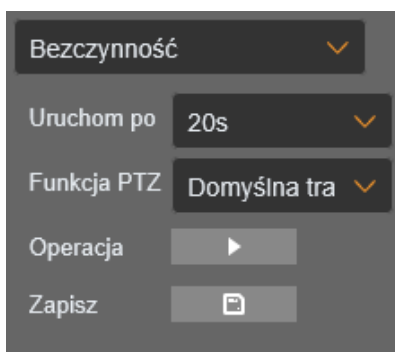 Bezczynność
Uruchom po 20s
Funkcja PTZ Domyślna tra
Operacja
Zapisz